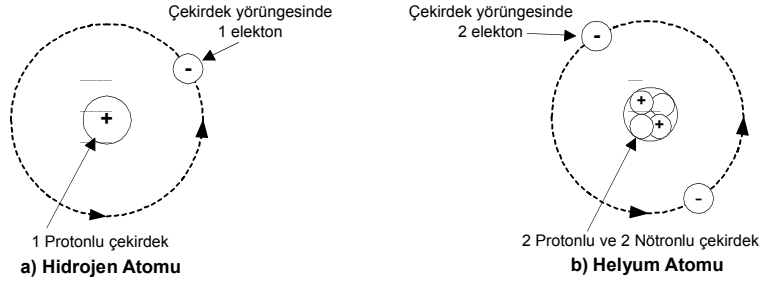 Çekirdek yörüngesinde
1 elekton
-
+
1 Protonlu çekirdek
a) Hidrojen Atomu
Çekirdek yörüngesinde
2 elekton
-
+
+
-
2 Protonlu ve 2 Nötronlu çekirdek
b) Helyum Atomu